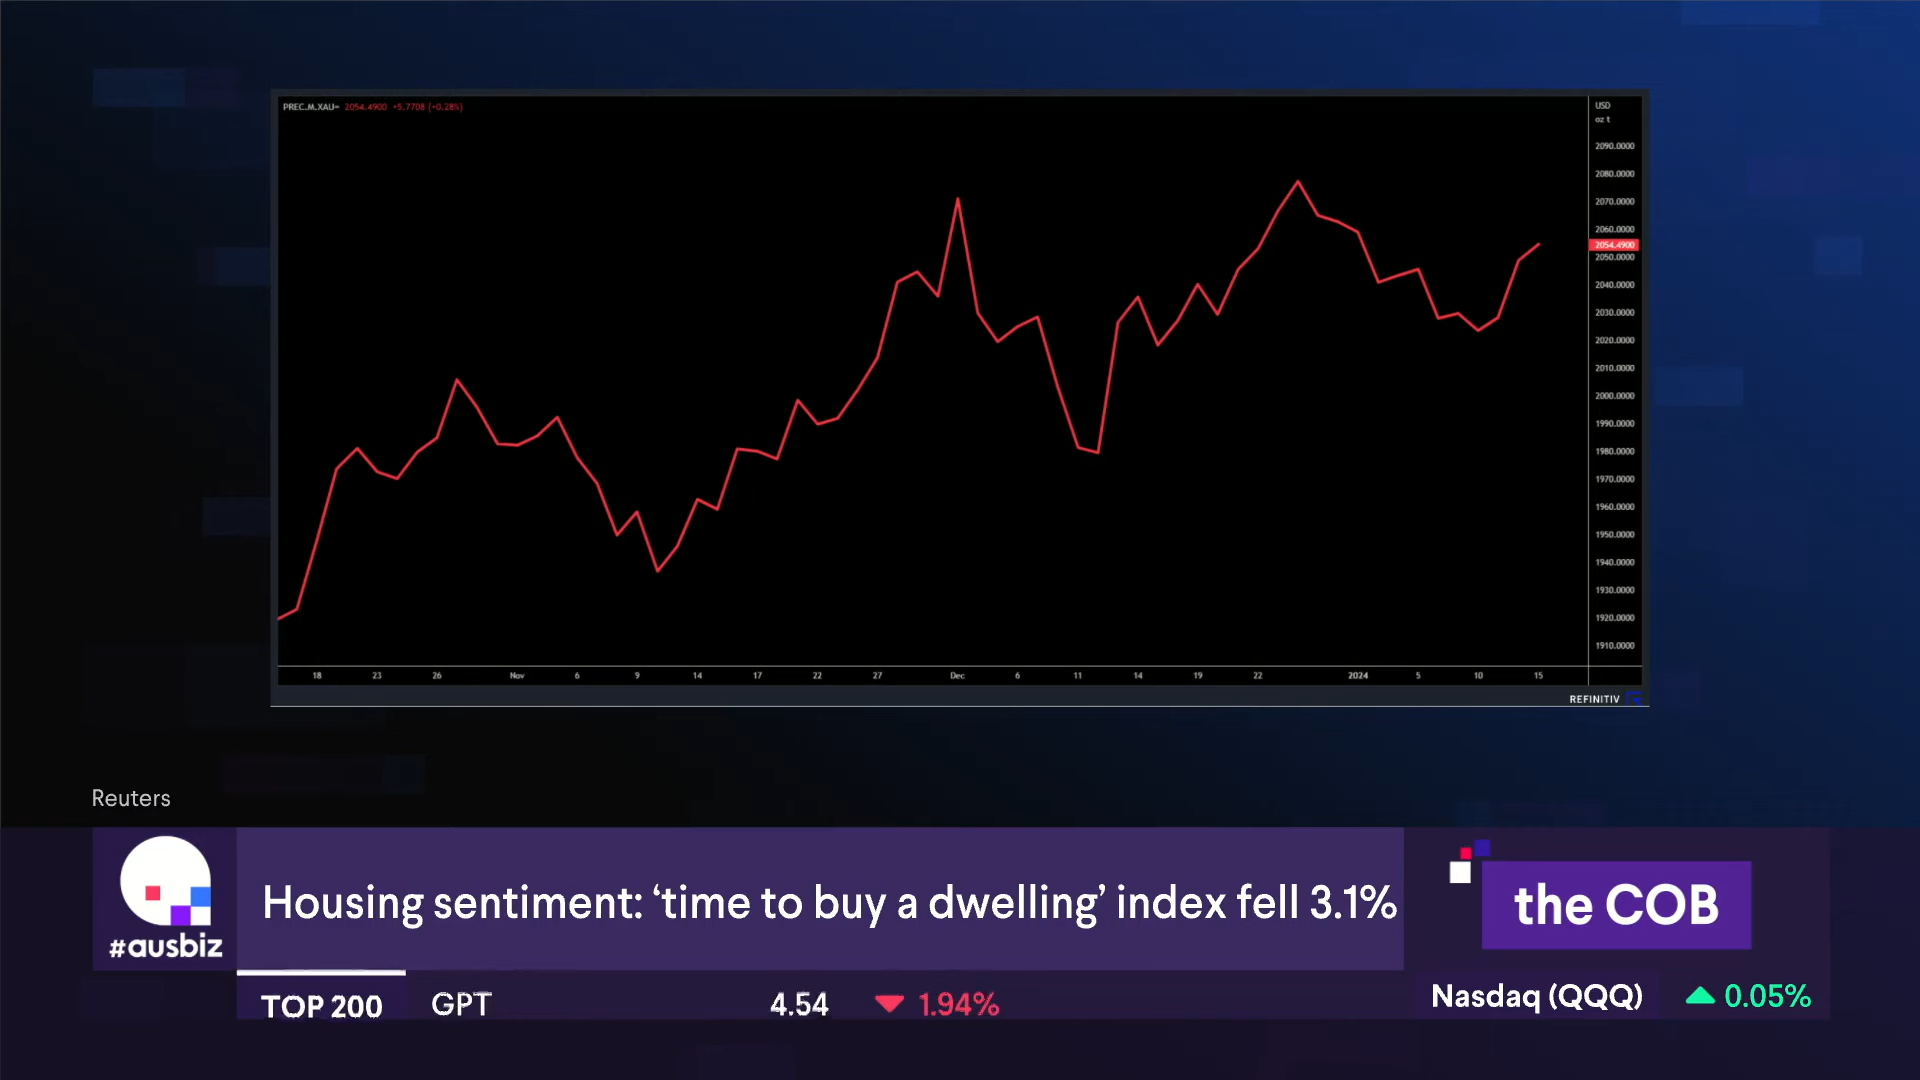 PREC.M.XAU= 2054.4900 +5.7708 (+0.28%)
USD
oz t
2090.0000
2080.0000
2070.0000
2060.0000
2054.4900
2050.0000
2040.0000
2030.0000
2020.0000
2010.0000
2000.0000
1990.0000
1980.0000
1970.0000
1960.0000
1950.0000
1940.0000
1930.0000
1920.0000
1910.0000
18 23 26 Nov 6 9 14 17 22 27 Dec 6 11 14 19 22 2024 5 10 15
REFINITIV
Reuters
#ausbiz
Housing sentiment: ‘time to buy a dwelling’ index fell 3.1%
the COB
TOP 200 GPT 4.54 1.94%
Nasdaq (QQQ) 0.05%